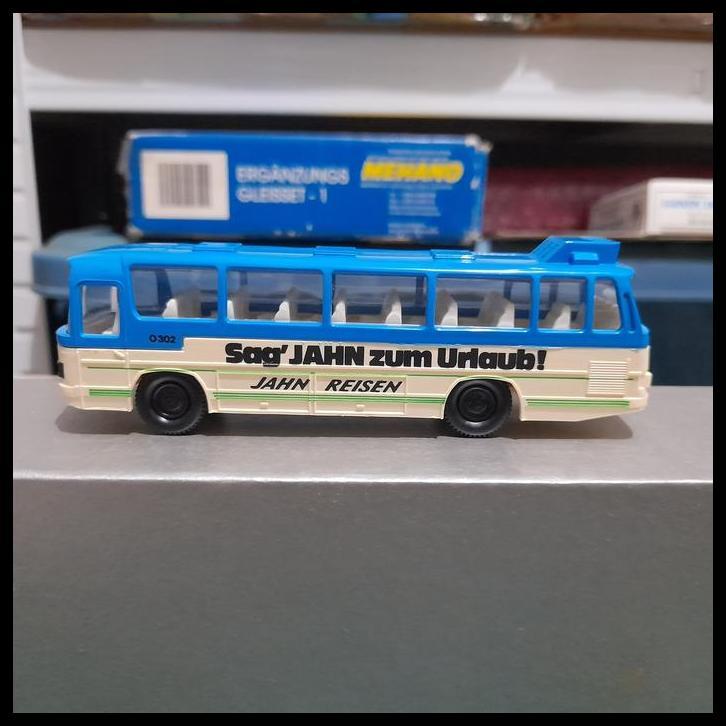 ERGÄNZUNGS
GLEISSET - 1
MEHANO
O 302
Sag' JAHN zum Urlaub!
JAHN REISEN